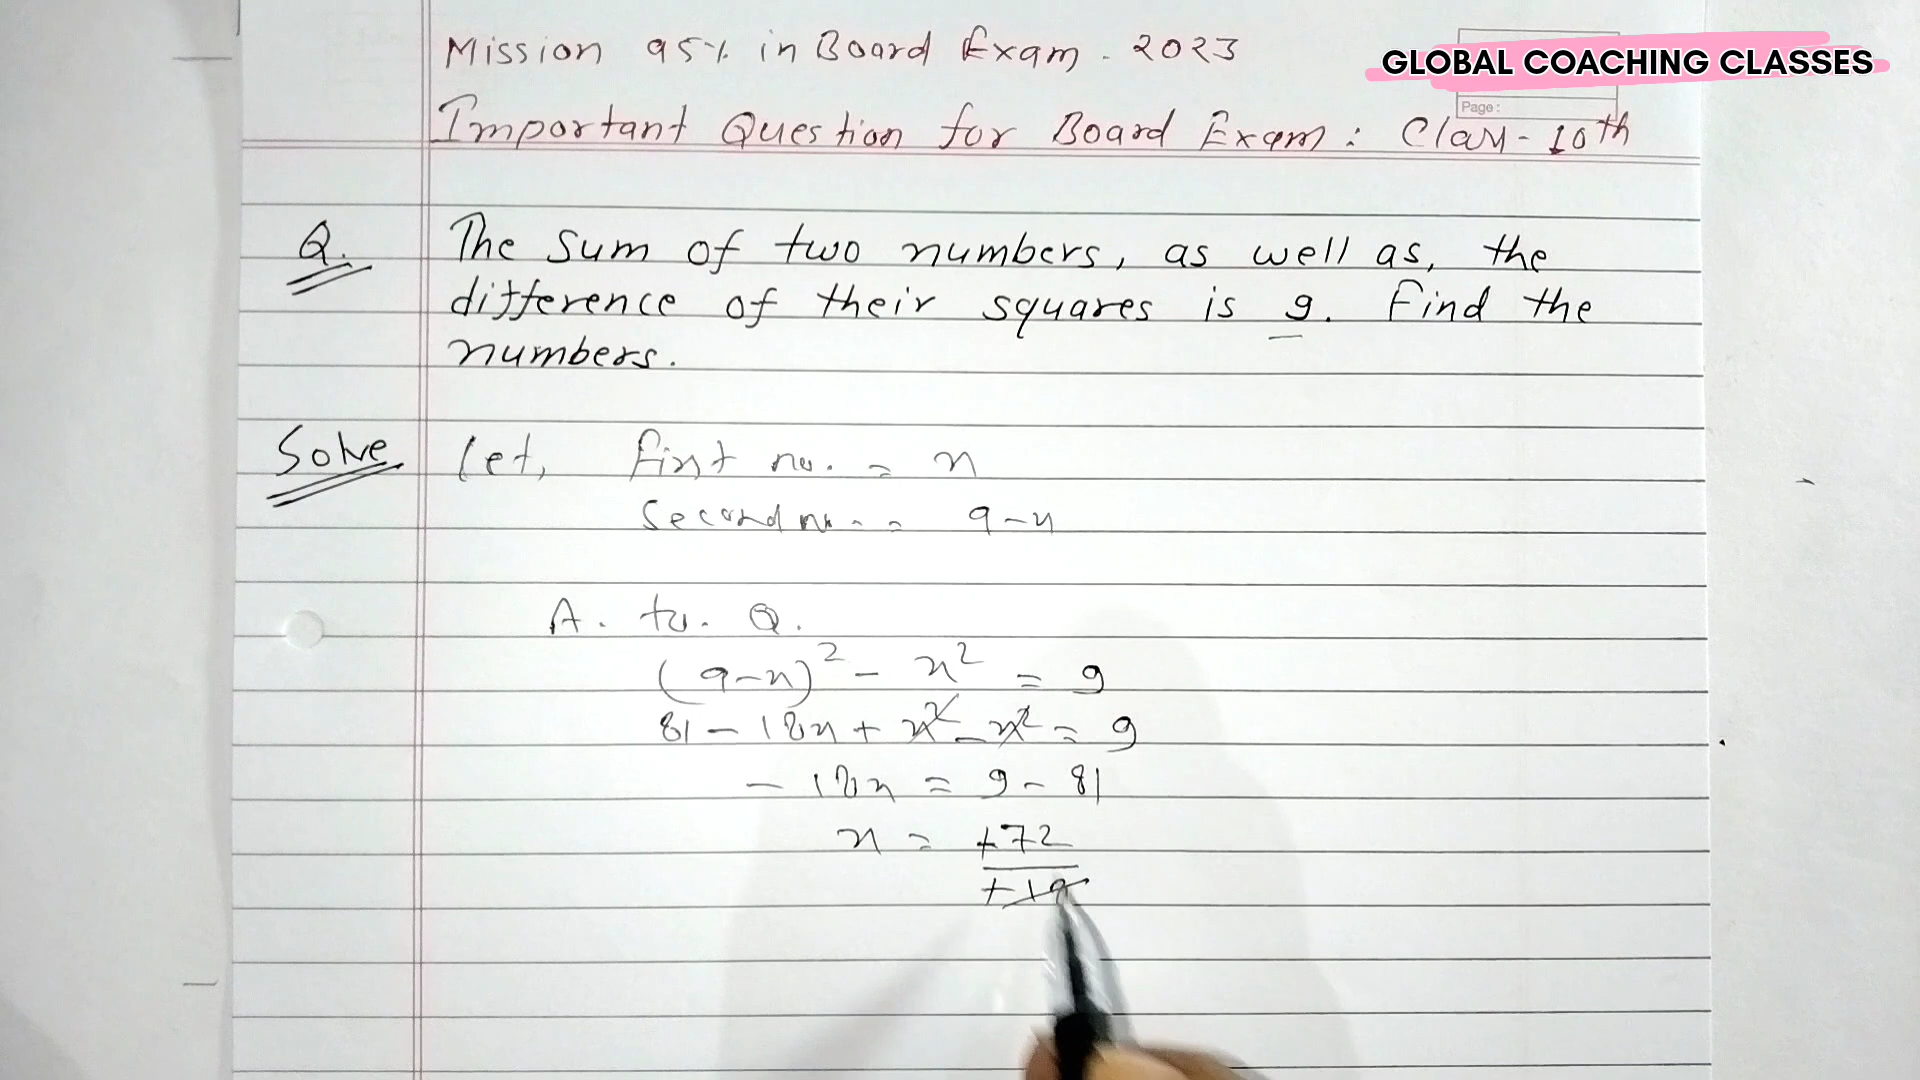 Mission 95% in Board Exam. 2023
GLOBAL COACHING CLASSES
Page:
Important Question for Board Exam: Class-10th
Q. The sum of two numbers, as well as, the
difference of their squares is 9. Find the
numbers.
Solve Let, first no. = x
Second no. = 9-x
A. to. Q.
(9-x)² - x² = 9
81 - 18x + x² - x² = 9
- 18x = 9 - 81
x = +72
+18